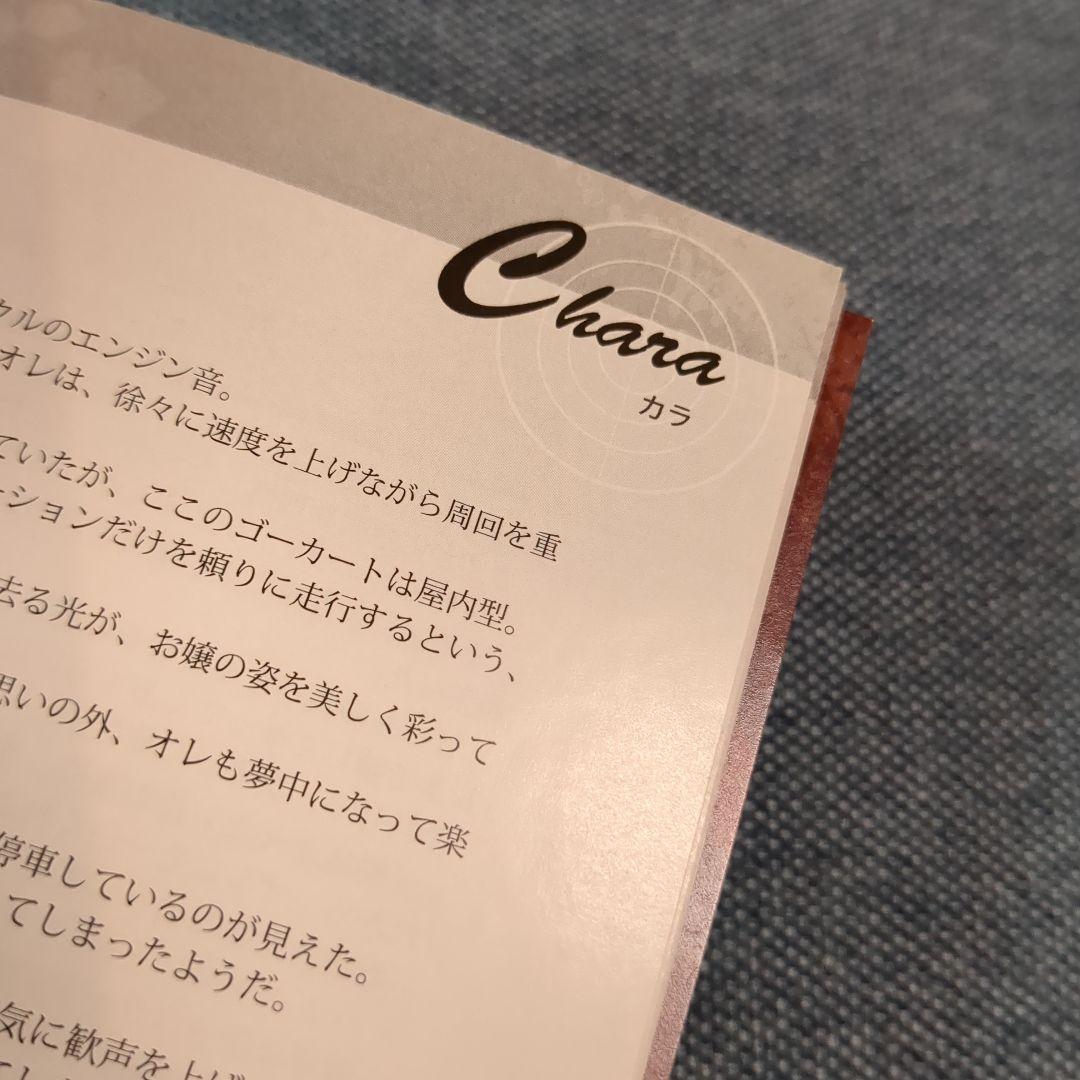 Chara
カラ
クルのエンジン音。
オレは、徐々に速度を上げながら周回を重
ていたが、ここのゴーカートは屋内型。
ーションだけを頼りに走行するという、
去る光が、お嬢の姿を美しく彩って
思いの外、オレも夢中になって楽
停車しているのが見えた。
てしまったようだ。
気に歓声を上げ